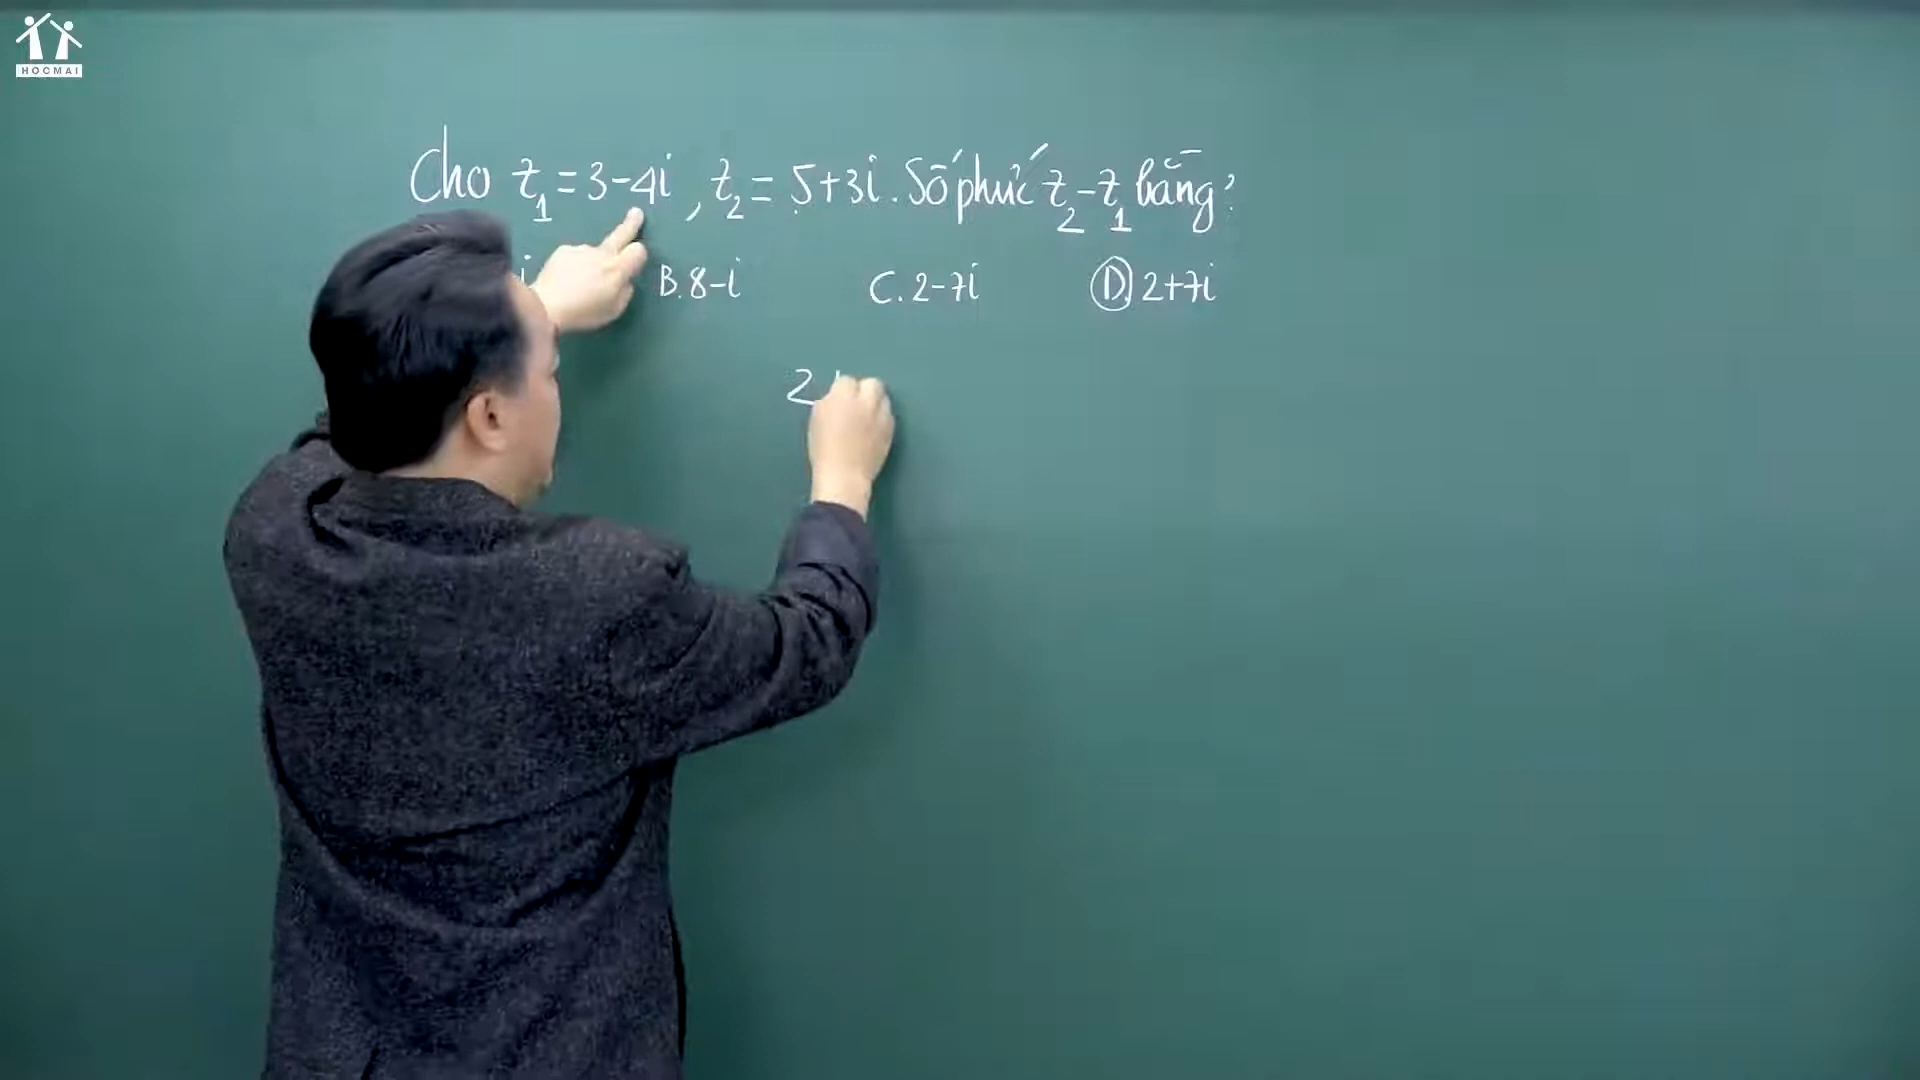 HOCMAI
Cho z₁ = 3-4i, z₂ = 5+3i. Số phức z₂-z₁ bằng?
i B. 8-i C. 2-7i D. 2+7i
2